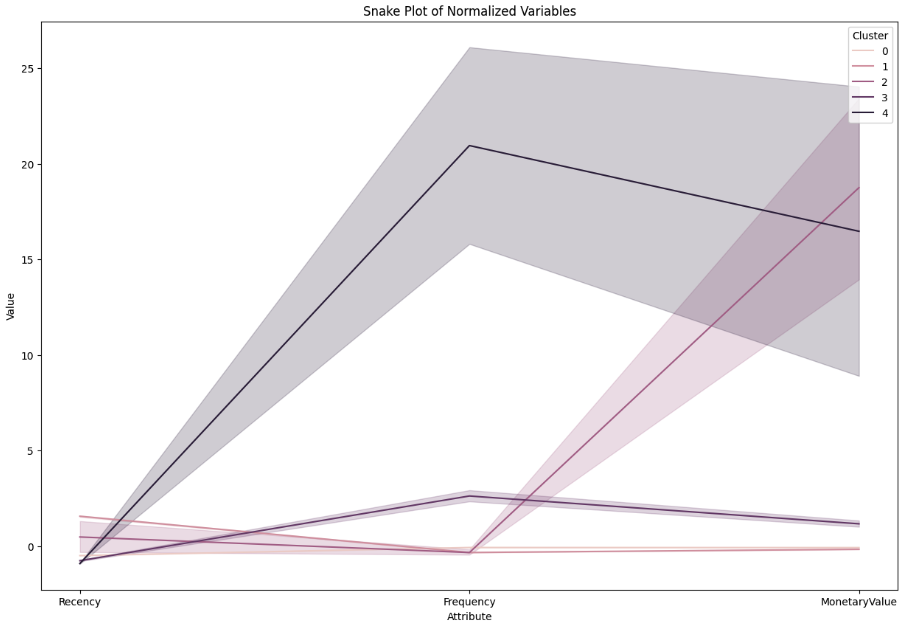 Snake Plot of Normalized Variables
Cluster
0
1
2
3
4
25
20
15
10
5
0
Value
Recency
Frequency
MonetaryValue
Attribute